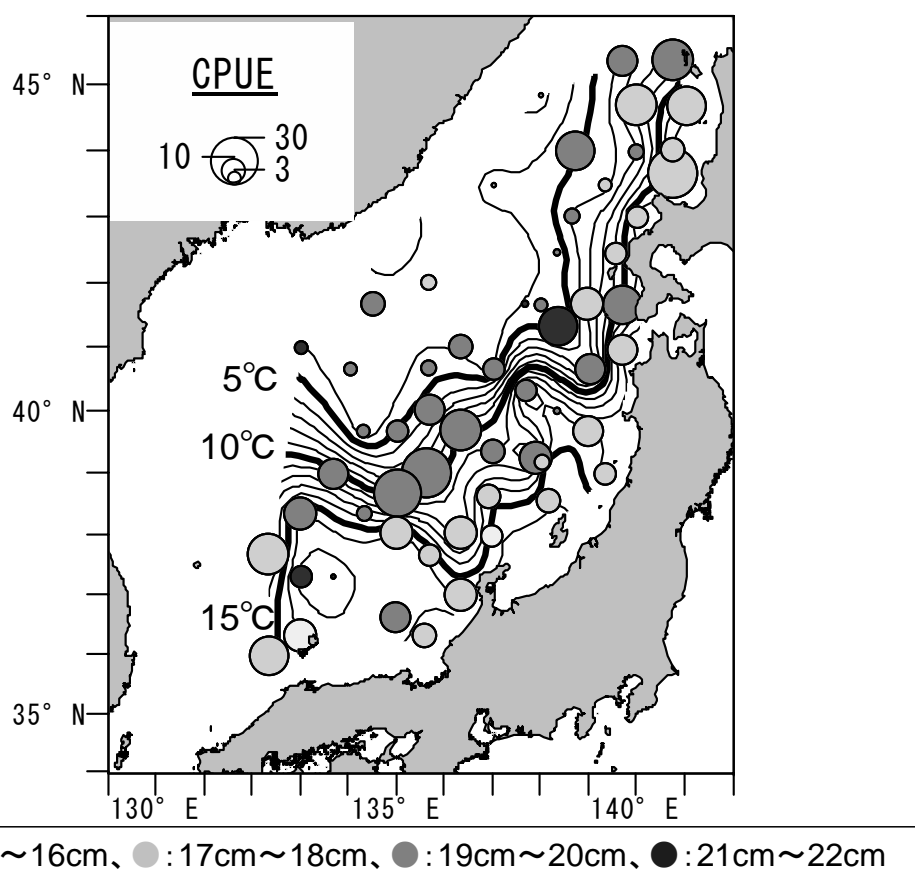 CPUE
30
10
3
45° N
40° N
35° N
5℃
10℃
15℃
130° E 135° E 140° E
～16cm、●:17cm～18cm、●:19cm～20cm、●:21cm～22cm